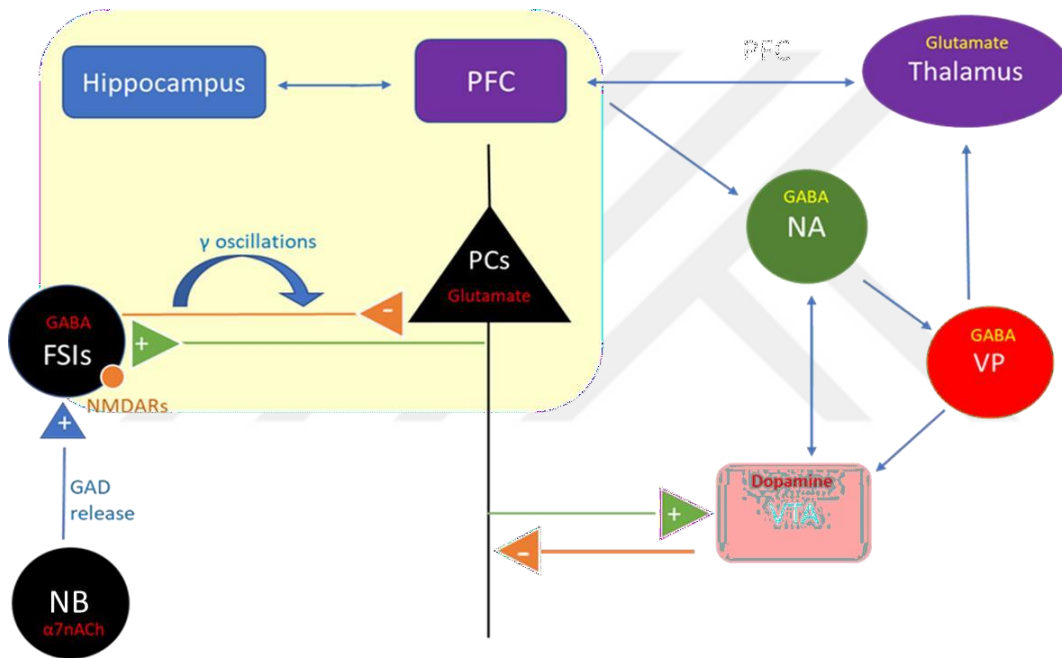 Hippocampus
PFC
PFC
Glutamate
Thalamus
GABA
NA
γ oscillations
PCs
Glutamate
-
GABA
FSIs
+
NMDARs
+
GABA
VP
GAD
release
Dopamine
VTA
+
-
NB
α7nACh